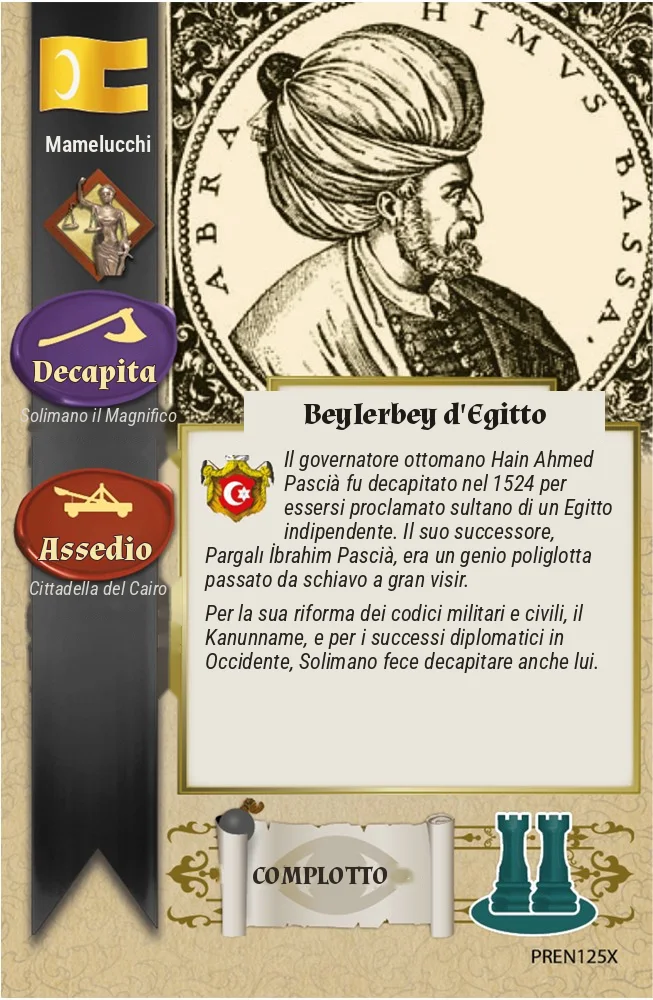 ABRAHIMVS BASSA.
Mamelucchi
Decapita
Solimano il Magnifico
Assedio
Cittadella del Cairo
Beylerbey d'Egitto
Il governatore ottomano Hain Ahmed
Pascià fu decapitato nel 1524 per
essersi proclamato sultano di un Egitto
indipendente. Il suo successore,
Pargalı İbrahim Pascià, era un genio poliglotta
passato da schiavo a gran visir.
Per la sua riforma dei codici militari e civili, il
Kanunname, e per i successi diplomatici in
Occidente, Solimano fece decapitare anche lui.
COMPLOTTO
PREN125X